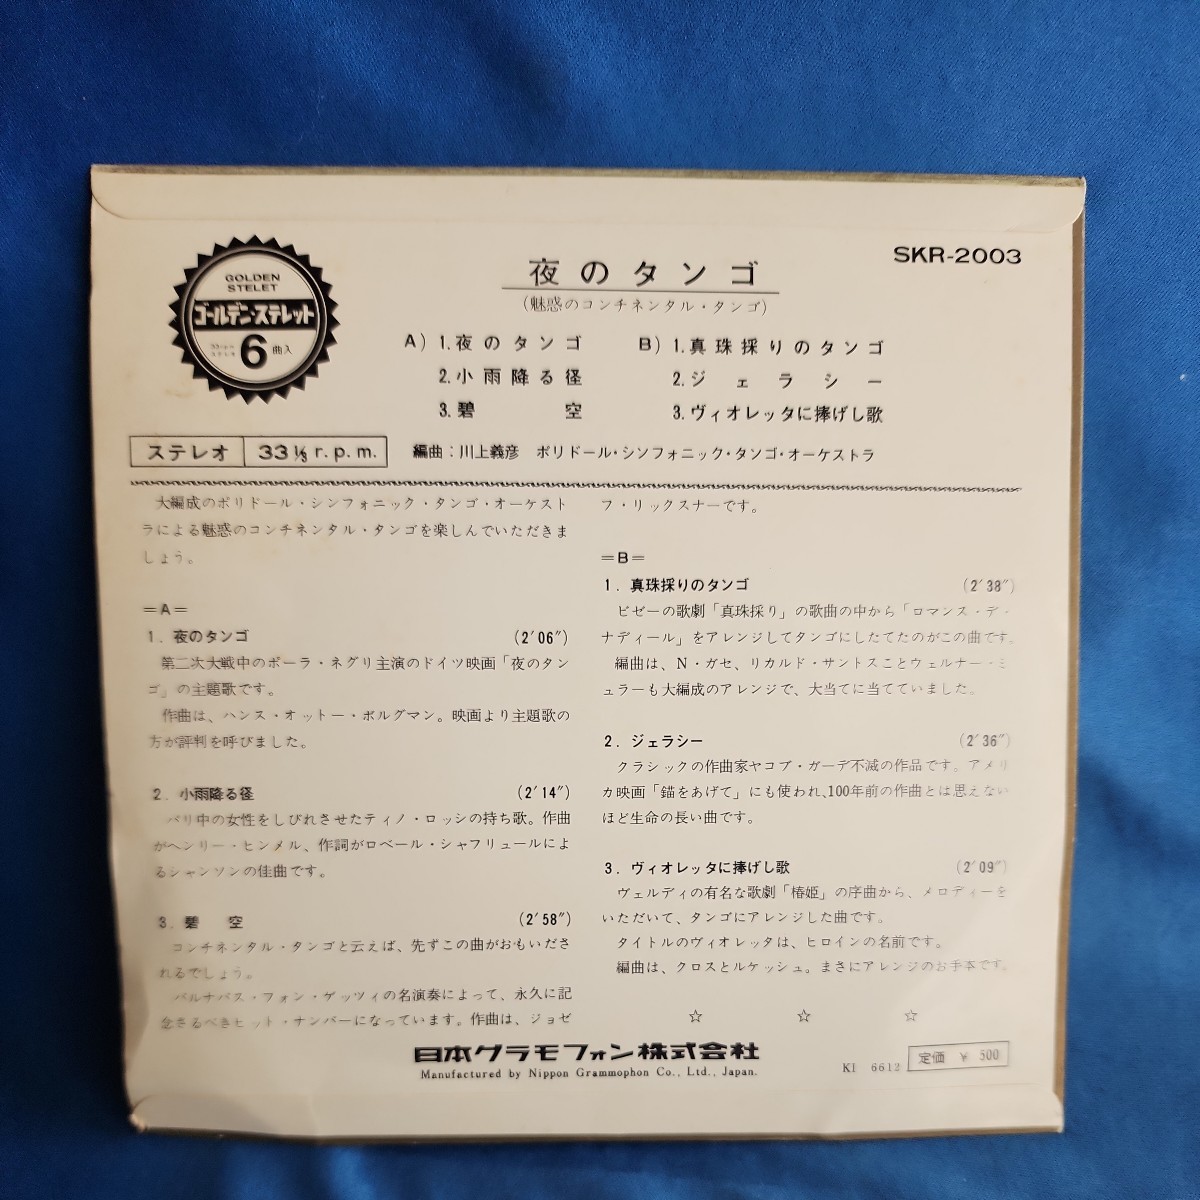 GOLDEN
STELET
ゴールデン・ステレット
33⅓r.p.m
ステレオ
6曲入
SKR-2003
夜のタンゴ
(魅惑のコンチネンタル・タンゴ)
A) 1.夜のタンゴ
2.小雨降る径
3.碧空
B) 1.真珠採りのタンゴ
2.ジェラシー
3.ヴィオレッタに捧げし歌
ステレオ 33⅓ r.p.m.
編曲：川上義彦 ポリドール・シンフォニック・タンゴ・オーケストラ
大編成のポリドール・シンフォニック・タンゴ・オーケスト
ラによる魅惑のコンチネンタル・タンゴを楽しんでいただきま
しょう。
＝A＝
1．夜のタンゴ (2′06″)
第二次大戦中のポーラ・ネグリ主演のドイツ映画「夜のタン
ゴ」の主題歌です。
作曲は、ハンス・オットー・ボルグマン。映画より主題歌の
方が評判を呼びました。
2．小雨降る径 (2′14″)
パリ中の女性をしびれさせたティノ・ロッシの持ち歌。作曲
がヘンリー・ヒンメル、作詞がロベール・シャフリュールによ
るシャンソンの佳曲です。
3．碧空 (2′58″)
コンチネンタル・タンゴと云えば、先ずこの曲がおもいださ
れるでしょう。
バルナバス・フォン・ゲッツィの名演奏によって、永久に記
念さるべきヒット・ナンバーになっています。作曲は、ジョゼ
フ・リックスナーです。
＝B＝
1．真珠採りのタンゴ (2′38″)
ビゼーの歌劇「真珠採り」の歌曲の中から「ロマンス・デ・
ナディール」をアレンジしてタンゴにしたてたのがこの曲です。
編曲は、N・ガセ、リカルド・サントスことウェルナー・ミ
ュラーも大編成のアレンジで、大当てに当てていました。
2．ジェラシー (2′36″)
クラシックの作曲家ヤコブ・ガーデ不滅の作品です。アメリ
カ映画「錨をあげて」にも使われ、100年前の作曲とは思えない
ほど生命の長い曲です。
3．ヴィオレッタに捧げし歌 (2′09″)
ヴェルディの有名な歌劇「椿姫」の序曲から、メロディーを
いただいて、タンゴにアレンジした曲です。
タイトルのヴィオレッタは、ヒロインの名前です。
編曲は、クロスとルケッシュ。まさにアレンジのお手本です。
☆ ☆ ☆
日本グラモフォン株式会社
Manufactured by Nippon Grammophon Co., Ltd., Japan.
KI 6612
定価 ¥ 500